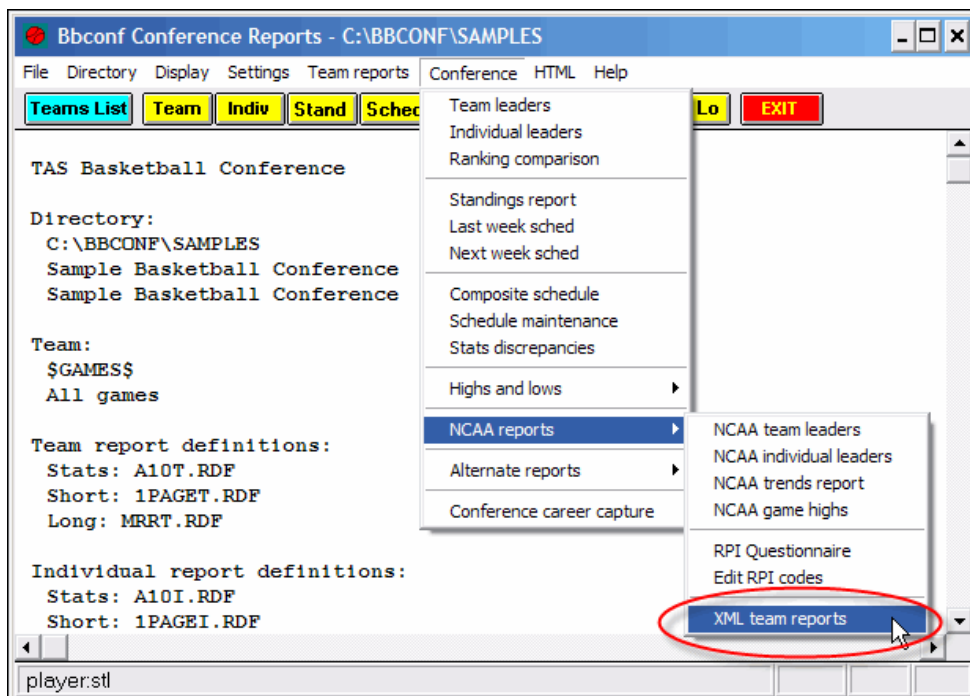 Bbconf Conference Reports - C:\BBCONF\SAMPLES
File Directory Display Settings Team reports Conference HTML Help
Teams List Team Indiv Stand Sched Lo EXIT
TAS Basketball Conference
Directory:
C:\BBCONF\SAMPLES
Sample Basketball Conference
Sample Basketball Conference
Team:
$GAMES$
All games
Team report definitions:
Stats: A10T.RDF
Short: 1PAGET.RDF
Long: MRRT.RDF
Individual report definitions:
Stats: A10I.RDF
Short: 1PAGEI.RDF
Team leaders
Individual leaders
Ranking comparison
Standings report
Last week sched
Next week sched
Composite schedule
Schedule maintenance
Stats discrepancies
Highs and lows
NCAA reports
Alternate reports
Conference career capture
NCAA team leaders
NCAA individual leaders
NCAA trends report
NCAA game highs
RPI Questionnaire
Edit RPI codes
XML team reports
player:stl